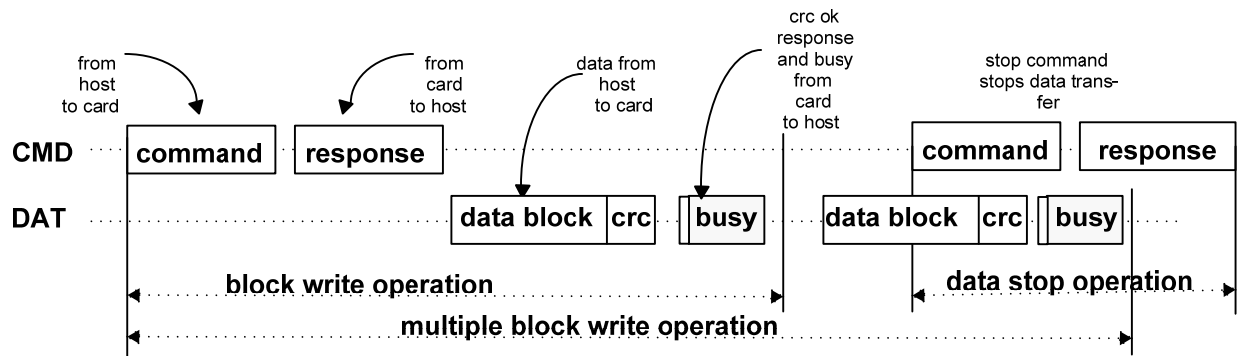 from
host
to card
from
card
to host
data from
host
to card
crc ok
response
and busy
from
card
to host
stop command
stops data trans-
fer
CMD
command
response
command
response
DAT
data block
crc
busy
data block
crc
busy
block write operation
data stop operation
multiple block write operation